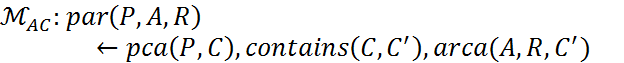 ℳ_AC: par(P, A, R)
← pca(P, C), contains(C, C′), arca(A, R, C′)